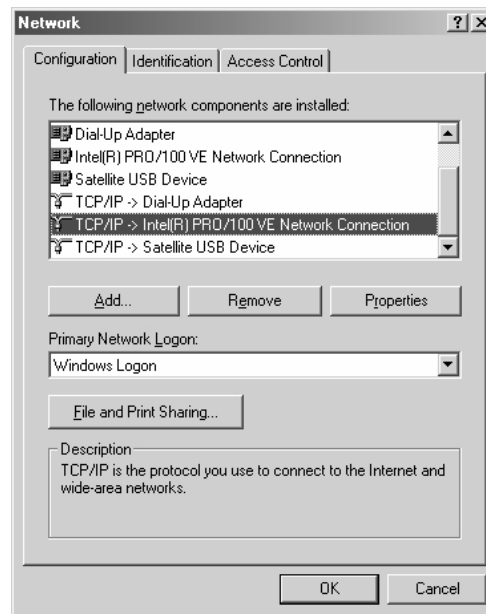 Network
Configuration Identification Access Control
The following network components are installed:
Dial-Up Adapter
Intel(R) PRO/100 VE Network Connection
Satellite USB Device
TCP/IP -> Dial-Up Adapter
TCP/IP -> Intel(R) PRO/100 VE Network Connection
TCP/IP -> Satellite USB Device
Add... Remove Properties
Primary Network Logon:
Windows Logon
File and Print Sharing...
Description
TCP/IP is the protocol you use to connect to the Internet and
wide-area networks.
OK Cancel